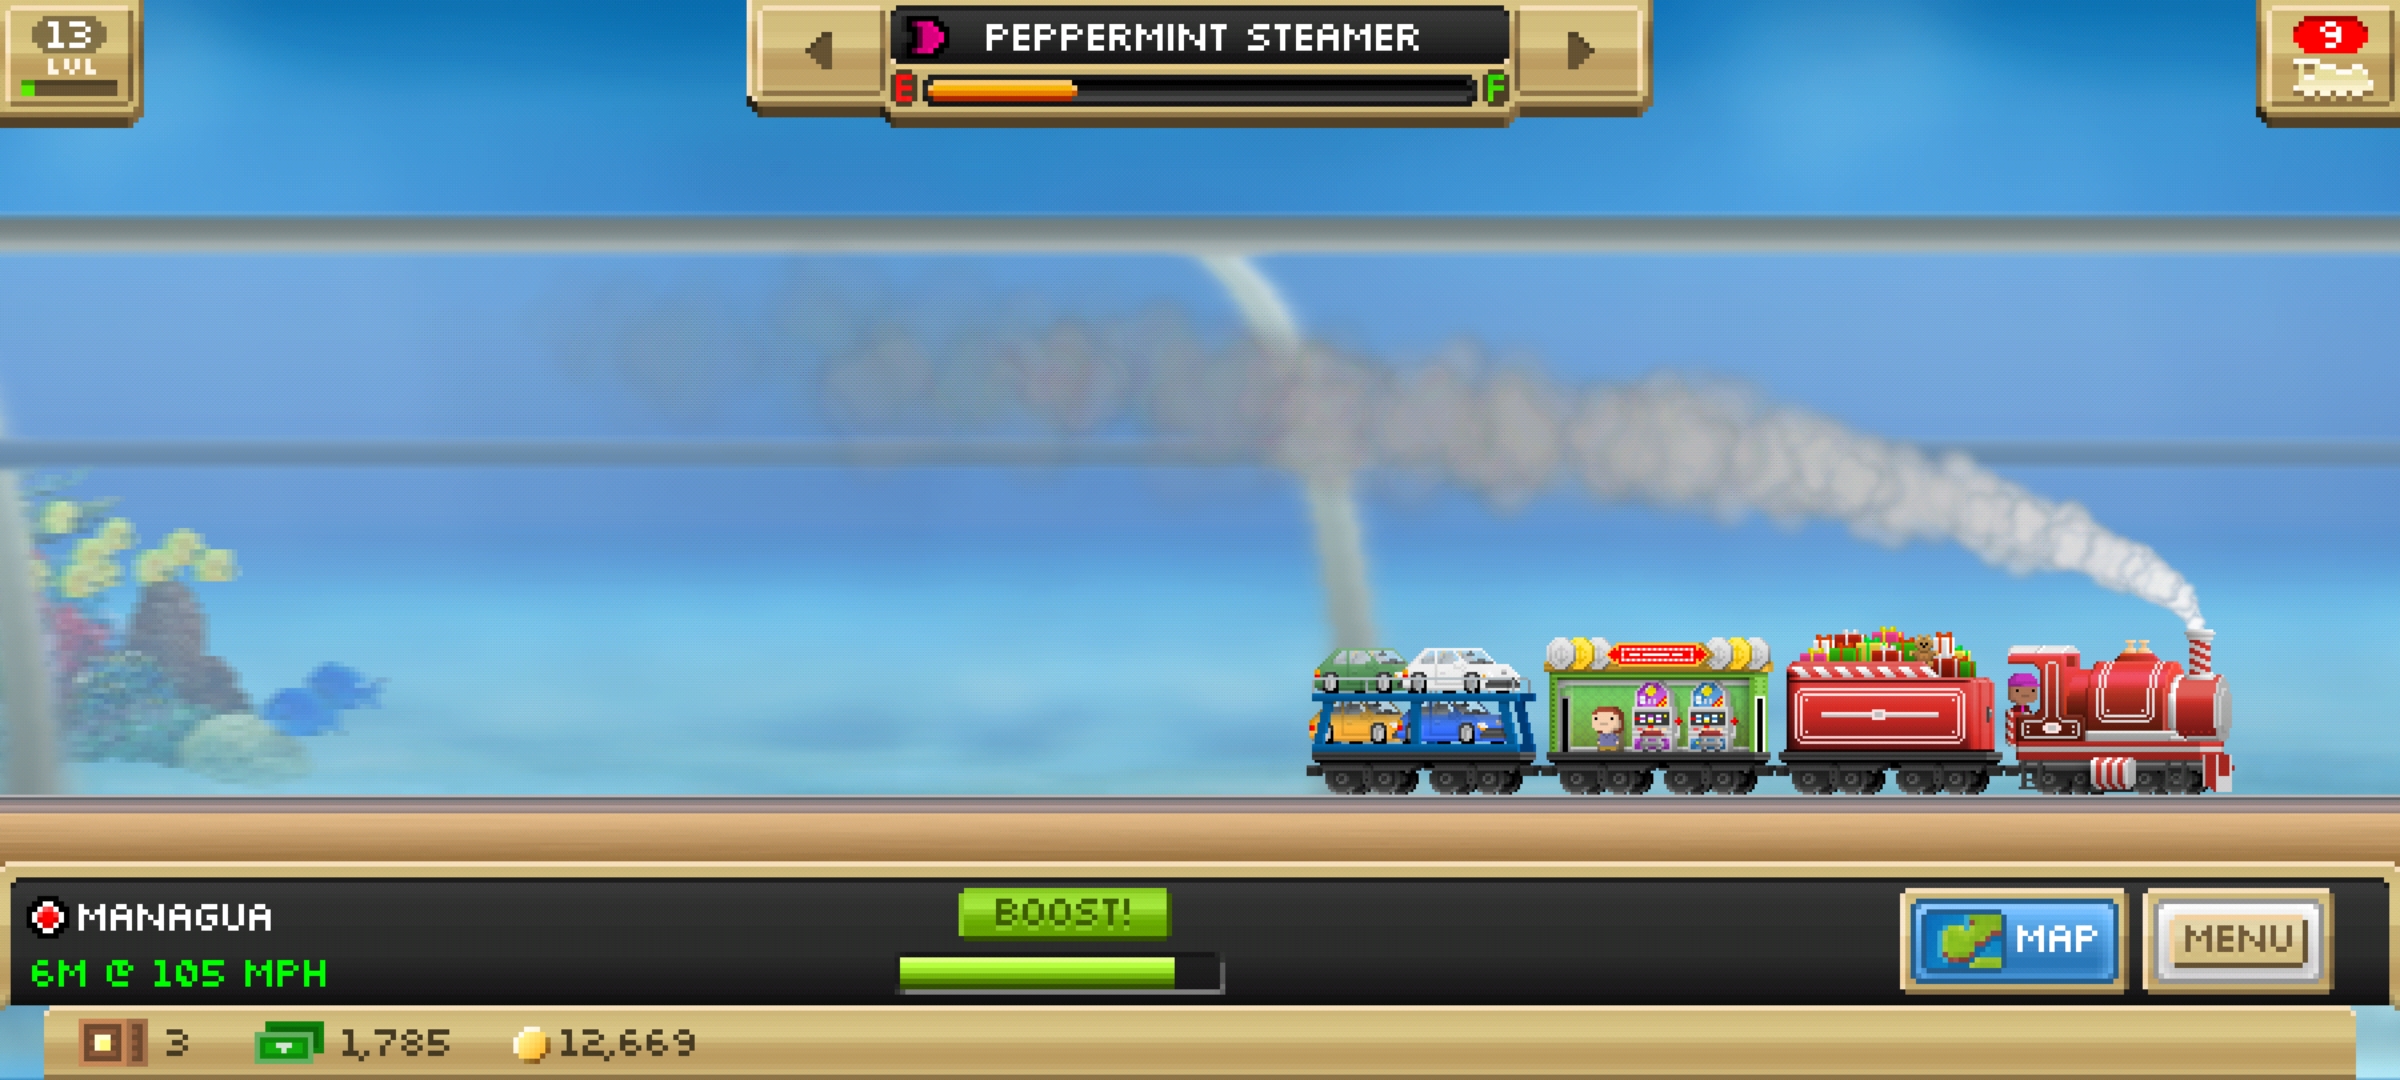 13
LVL
PEPPERMINT STEAMER
E F
9
MANAGUA
6M @ 105 MPH
BOOST!
MAP
MENU
3
1,785
12,669